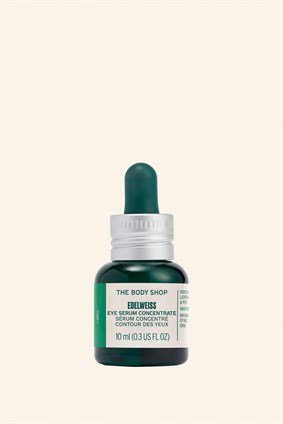 THE BODY SHOP
EDELWEISS
EYE SERUM CONCENTRATE
SÉRUM CONCENTRÉ
CONTOUR DES YEUX
10 ml (0.3 US FL OZ)